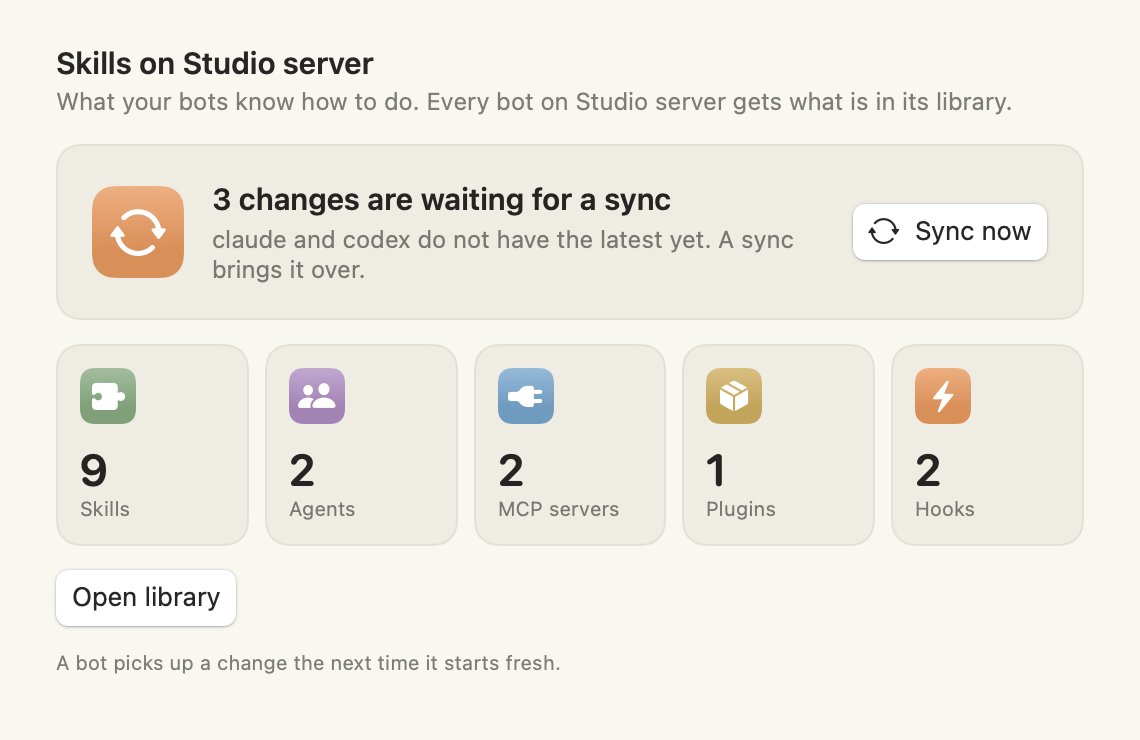 Skills on Studio server
What your bots know how to do. Every bot on Studio server gets what is in its library.
3 changes are waiting for a sync
claude and codex do not have the latest yet. A sync
brings it over.
Sync now
9
Skills
2
Agents
2
MCP servers
1
Plugins
2
Hooks
Open library
A bot picks up a change the next time it starts fresh.